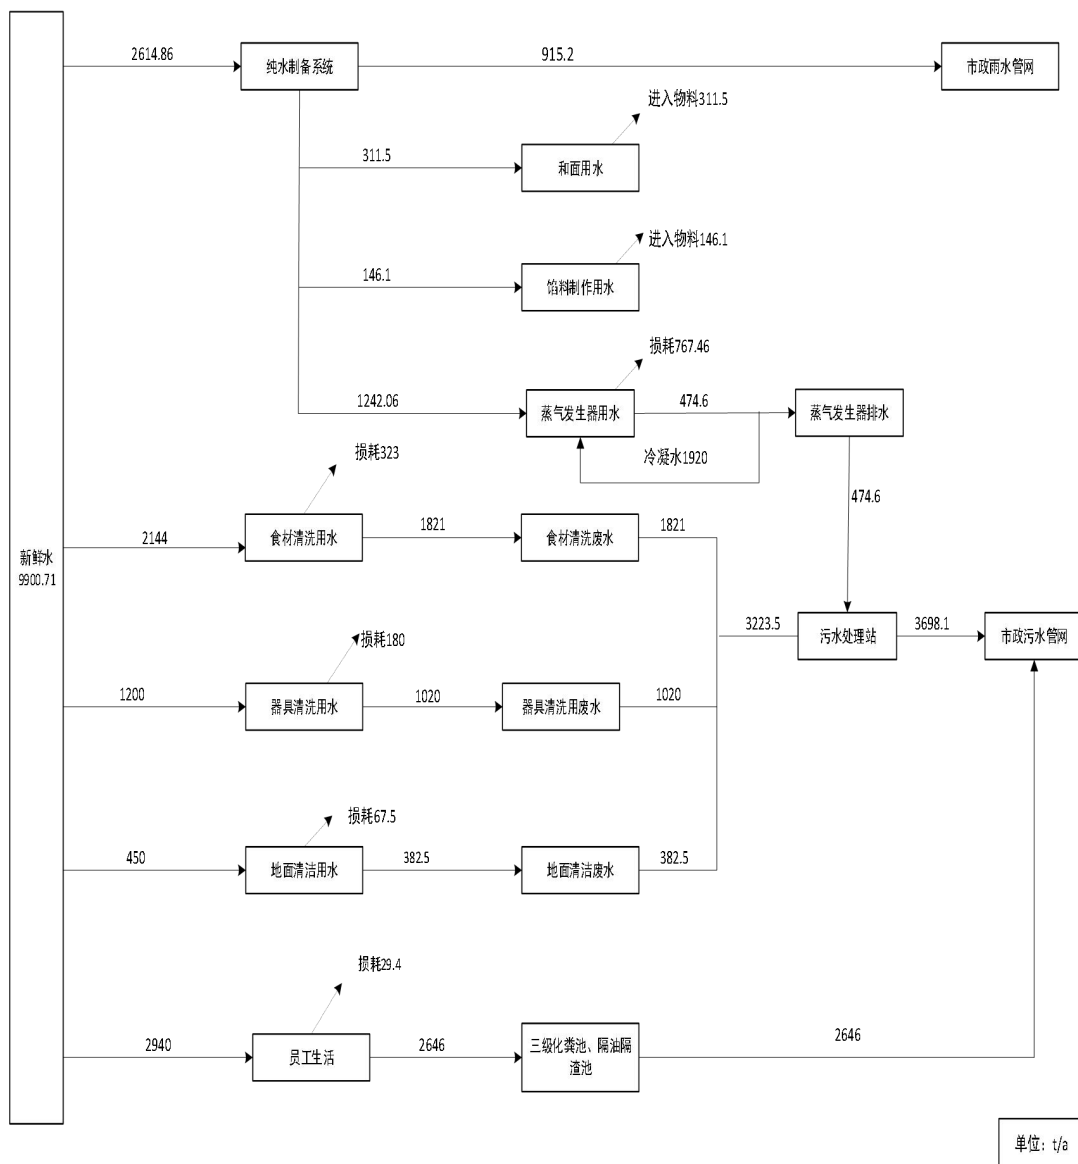 2614.86
纯水制备系统
915.2
市政雨水管网
进入物料311.5
311.5
和面用水
进入物料146.1
146.1
馅料制作用水
损耗767.46
1242.06
蒸气发生器用水
474.6
蒸气发生器排水
冷凝水1920
474.6
损耗323
2144
食材清洗用水
1821
食材清洗废水
1821
新鲜水
9900.71
3223.5
污水处理站
3698.1
市政污水管网
损耗180
1200
器具清洗用水
1020
器具清洗用废水
1020
损耗67.5
450
地面清洁用水
382.5
地面清洁废水
382.5
损耗29.4
2940
员工生活
2646
三级化粪池、隔油隔
渣池
2646
单位：t/a